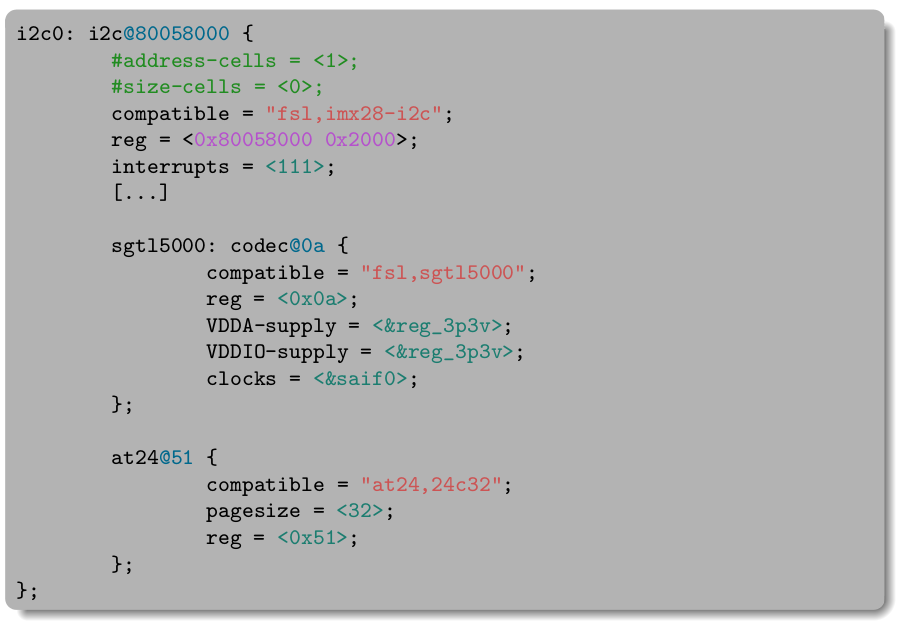 i2c0: i2c@80058000 {
        #address-cells = <1>;
        #size-cells = <0>;
        compatible = "fsl,imx28-i2c";
        reg = <0x80058000 0x2000>;
        interrupts = <111>;
        [...]

        sgtl5000: codec@0a {
                compatible = "fsl,sgtl5000";
                reg = <0x0a>;
                VDDA-supply = <&reg_3p3v>;
                VDDIO-supply = <&reg_3p3v>;
                clocks = <&saif0>;
        };

        at24@51 {
                compatible = "at24,24c32";
                pagesize = <32>;
                reg = <0x51>;
        };
};